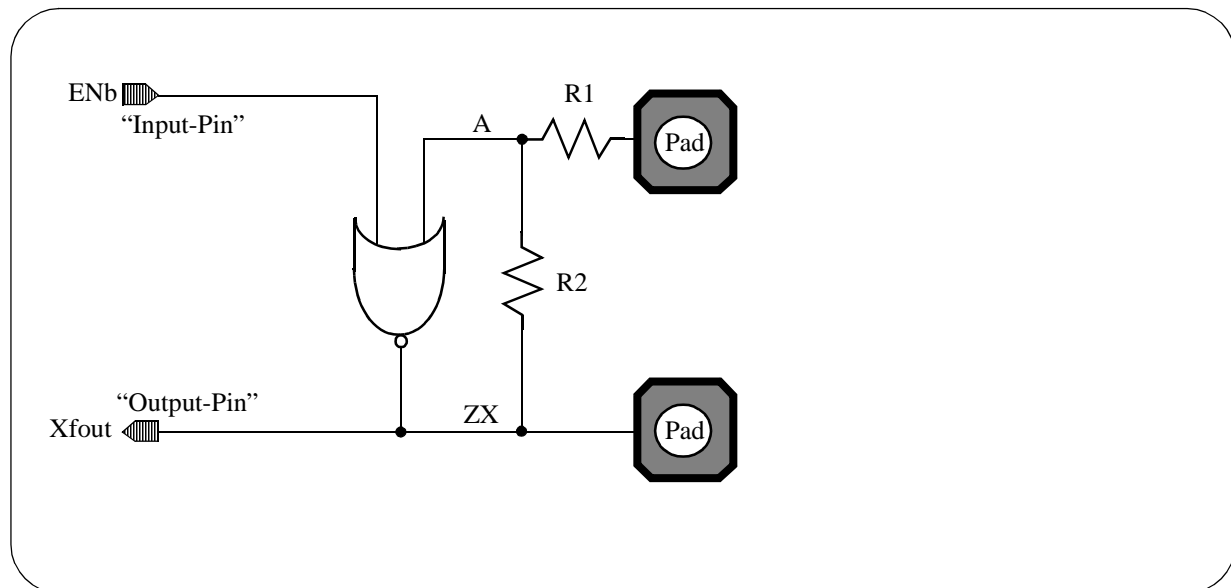 ENb
“Input-Pin”
A
R1
Pad
R2
“Output-Pin”
Xfout
ZX
Pad